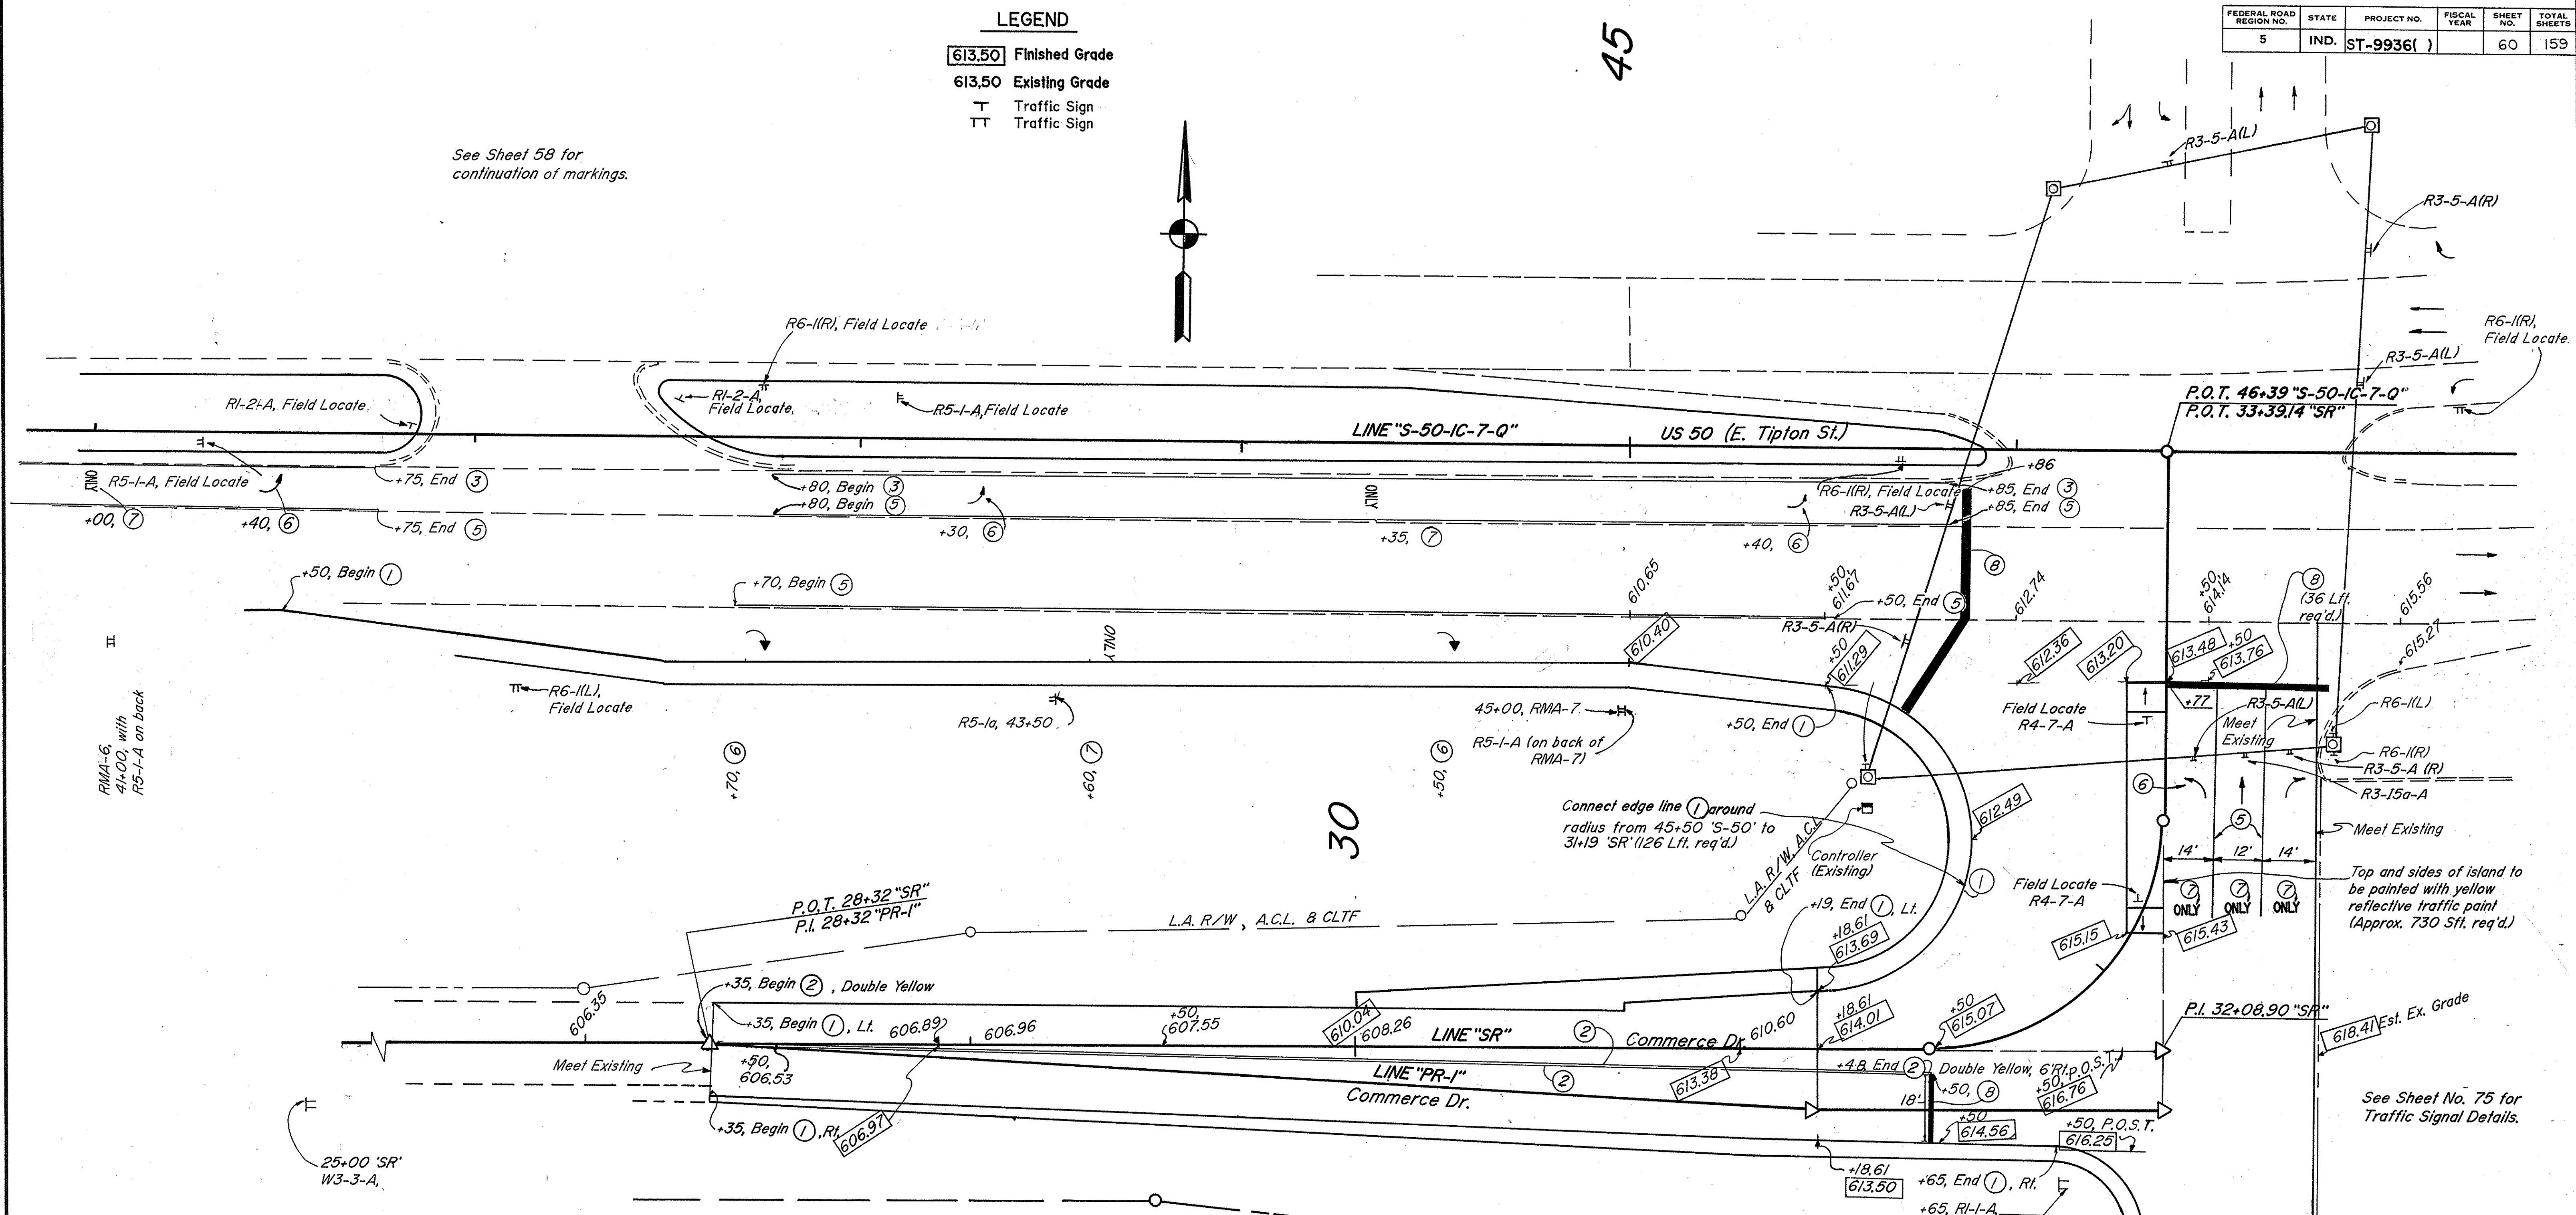 LEGEND
613.50 Finished Grade
613.50 Existing Grade
Traffic Sign
Traffic Sign
45
FEDERAL ROAD REGION NO.
STATE
PROJECT NO.
FISCAL YEAR
SHEET NO.
TOTAL SHEETS
5
IND.
ST-9936( )
60
159
See Sheet 58 for
continuation of markings.
R3-5-A(L)
R3-5-A(R)
R6-1(R), Field Locate
R6-1(R),
Field Locate.
R3-5-A(L)
R1-2-A, Field Locate.
R1-2-A,
Field Locate.
R5-1-A, Field Locate
P.O.T. 46+39 "S-50-1C-7-Q"
P.O.T. 33+39.14 "SR"
LINE "S-50-1C-7-Q"
US 50 (E. Tipton St.)
ONLY
R5-1-A, Field Locate
+75, End 3
+80, Begin 3
+80, Begin 5
ONLY
R6-1(R), Field Locate
+86
+85, End 3
R3-5-A(L)
+85, End 5
+00, 7
+40, 6
+75, End 5
+30, 6
+35, 7
+40, 6
+50, Begin 1
+70, Begin 5
610.65
+50,
611.67
+50, End 5
8
612.74
+50,
614.14
8
(36 Lft.
req'd.)
615.56
ONLY
610.40
R3-5-A(R)
+50
611.29
612.36
613.20
613.48
+50
613.76
615.27
RMA-6,
41+00, with
R5-1-A on back
R6-1(L),
Field Locate
R5-1a, 43+50
45+00, RMA-7
R5-1-A (on back of
RMA-7)
+50, End 1
Field Locate
R4-7-A
+77
R3-5-A(L)
Meet
Existing
R6-1(L)
R6-1(R)
R3-5-A (R)
R3-15a-A
+70, 6
+60, 7
+50, 6
30
Connect edge line 1 around
radius from 45+50 'S-50' to
31+19 'SR' (126 Lft. req'd.)
Controller
(Existing)
L.A. R/W, A.C.L.
& CLTF
612.49
1
6
5
Meet Existing
14'
12'
14'
Field Locate
R4-7-A
7
7
7
ONLY
ONLY
ONLY
Top and sides of island to
be painted with yellow
reflective traffic paint
(Approx. 730 Sft. req'd.)
P.O.T. 28+32 "SR"
P.I. 28+32 "PR-1"
L.A. R/W, A.C.L. & CLTF
+19, End 1, Lt.
+18.61
613.69
615.15
615.43
606.35
+35, Begin 2, Double Yellow
+35, Begin 1, Lt.
606.89
606.96
+50,
607.55
610.04
608.26
LINE "SR"
2
Commerce Dr.
610.60
+18.61
614.01
+50
615.07
P.I. 32+08.90 "SR"
618.41 Est. Ex. Grade
Meet Existing
+50,
606.53
LINE "PR-1"
Commerce Dr.
2
613.38
+48, End 2
Double Yellow, 6' Rt.
+50, P.O.S.T.
616.76
+50, 8
18'
+50
614.56
+35, Begin 1, Rt.
606.97
+50, P.O.S.T.
616.25
See Sheet No. 75 for
Traffic Signal Details.
25+00 'SR'
W3-3-A,
+18.61
613.50
+65, End 1, Rt.
+65, R1-1-A,